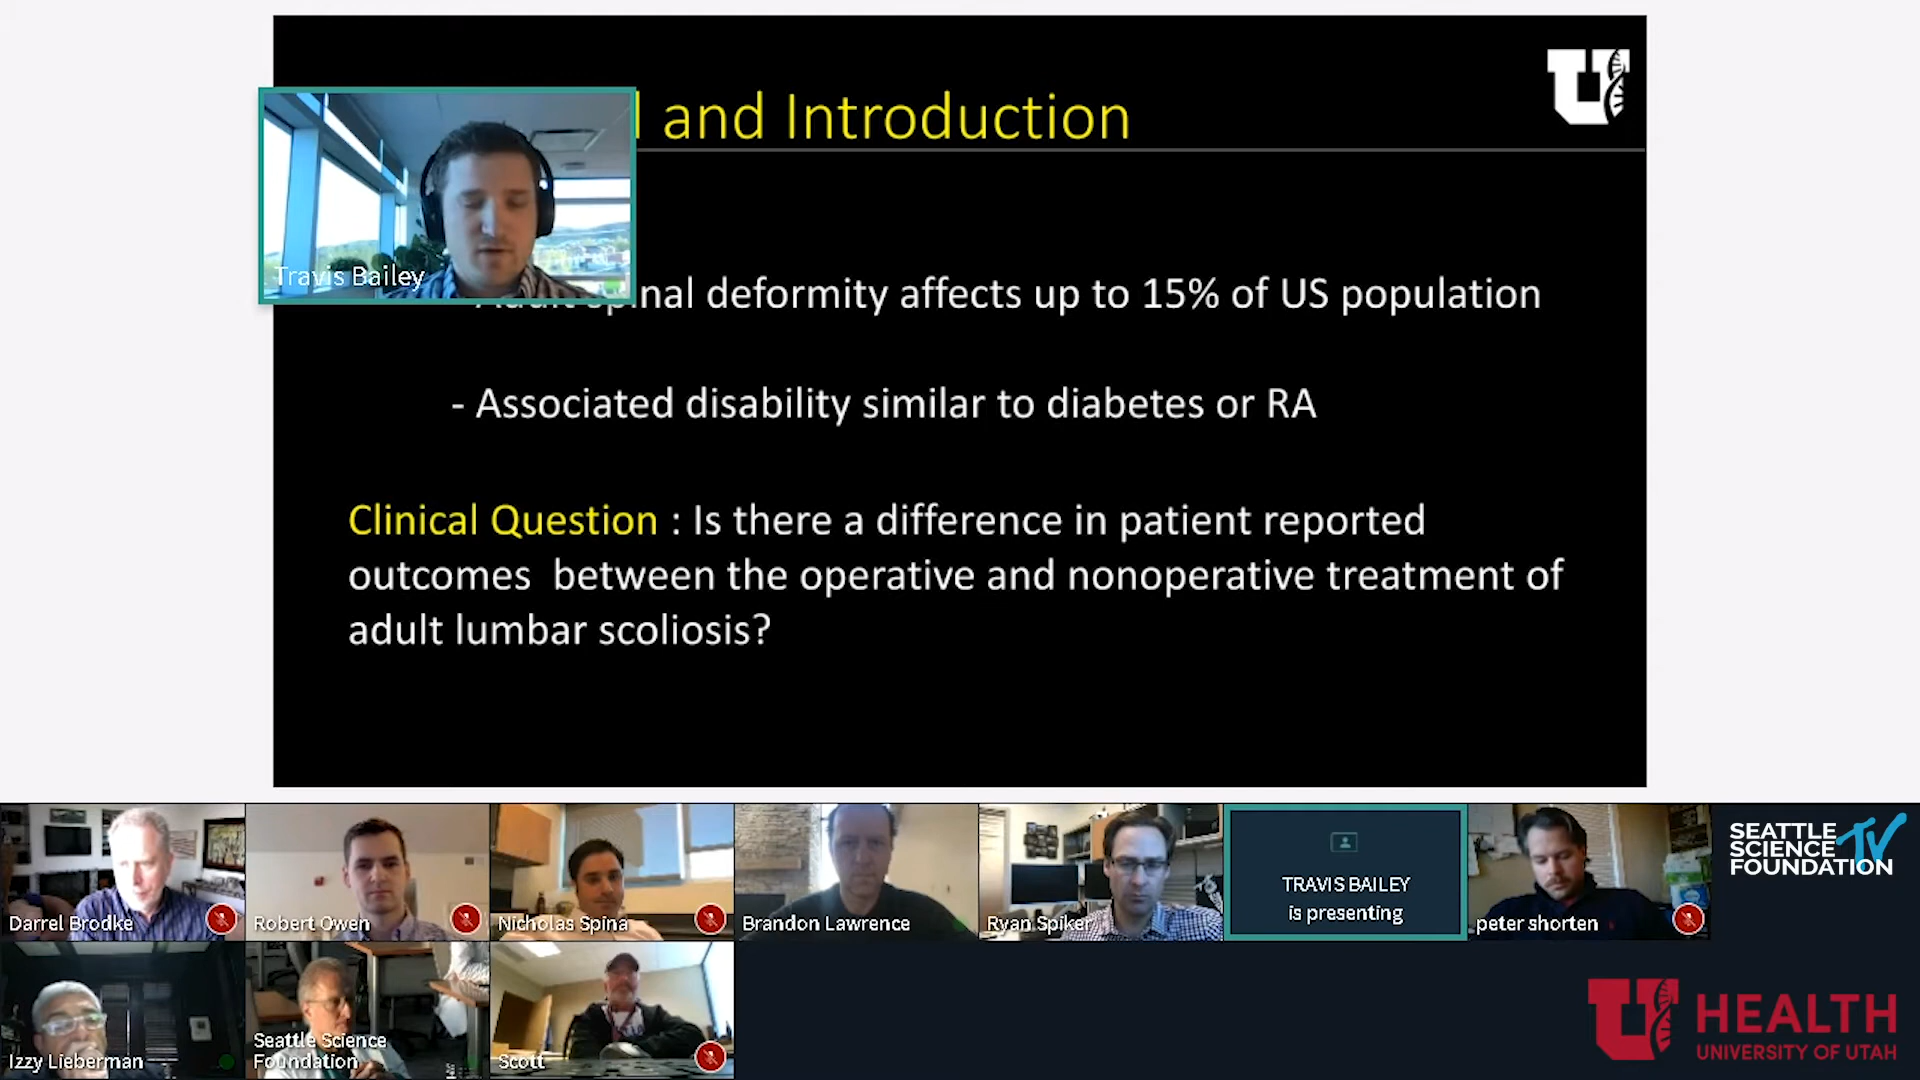 and Introduction
Travis Bailey
deformity affects up to 15% of US population
- Associated disability similar to diabetes or RA
Clinical Question : Is there a difference in patient reported
outcomes between the operative and nonoperative treatment of
adult lumbar scoliosis?
Darrel Brodke
Robert Owen
Nicholas Spina
Brandon Lawrence
Ryan Spiker
TRAVIS BAILEY
is presenting
peter shorten
SEATTLE
SCIENCE TV
FOUNDATION
Izzy Lieberman
Seattle Science
Foundation
Scott
U HEALTH
UNIVERSITY OF UTAH